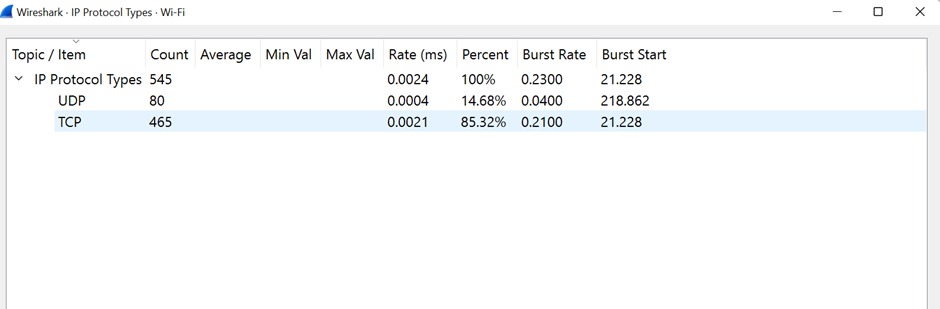 Wireshark · IP Protocol Types · Wi-Fi
Topic / Item Count Average Min Val Max Val Rate (ms) Percent Burst Rate Burst Start
IP Protocol Types 545 0.0024 100% 0.2300 21.228
UDP 80 0.0004 14.68% 0.0400 218.862
TCP 465 0.0021 85.32% 0.2100 21.228